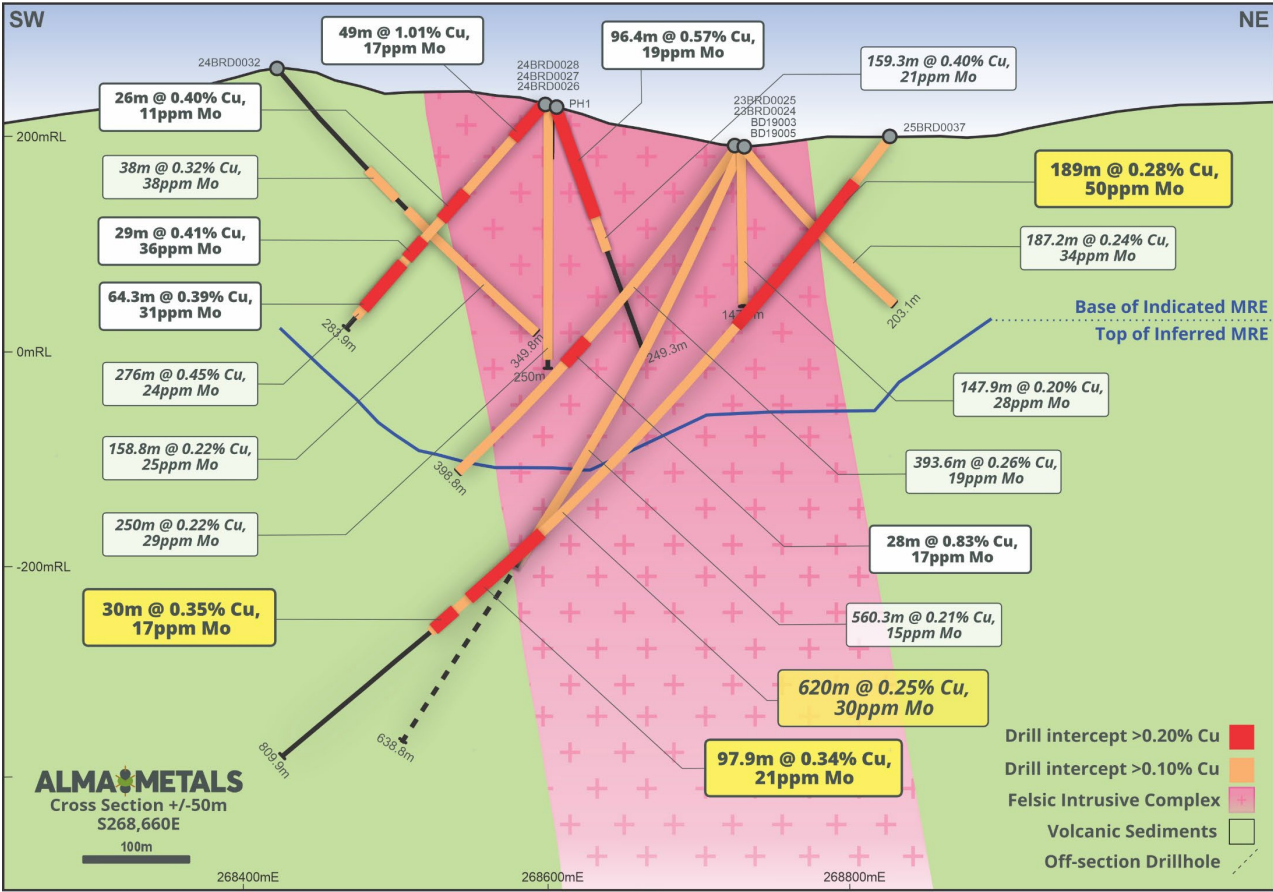 SW
NE
49m @ 1.01% Cu,
17ppm Mo
96.4m @ 0.57% Cu,
19ppm Mo
159.3m @ 0.40% Cu,
21ppm Mo
24BRD0032
24BRD0028
24BRD0027
24BRD0026
PH1
23BRD0025
23BRD0024
BD19003
BD19005
25BRD0037
26m @ 0.40% Cu,
11ppm Mo
200mRL
38m @ 0.32% Cu,
38ppm Mo
189m @ 0.28% Cu,
50ppm Mo
29m @ 0.41% Cu,
36ppm Mo
187.2m @ 0.24% Cu,
34ppm Mo
64.3m @ 0.39% Cu,
31ppm Mo
283.9m
349.8m
250m
249.3m
203.1m
Base of Indicated MRE
Top of Inferred MRE
0mRL
276m @ 0.45% Cu,
24ppm Mo
147.9m @ 0.20% Cu,
28ppm Mo
158.8m @ 0.22% Cu,
25ppm Mo
398.8m
393.6m @ 0.26% Cu,
19ppm Mo
250m @ 0.22% Cu,
29ppm Mo
28m @ 0.83% Cu,
17ppm Mo
-200mRL
30m @ 0.35% Cu,
17ppm Mo
560.3m @ 0.21% Cu,
15ppm Mo
620m @ 0.25% Cu,
30ppm Mo
809.9m
638.8m
97.9m @ 0.34% Cu,
21ppm Mo
ALMA METALS
Cross Section +/-50m
S268,660E
100m
Drill intercept >0.20% Cu
Drill intercept >0.10% Cu
Felsic Intrusive Complex
Volcanic Sediments
Off-section Drillhole
268400mE
268600mE
268800mE